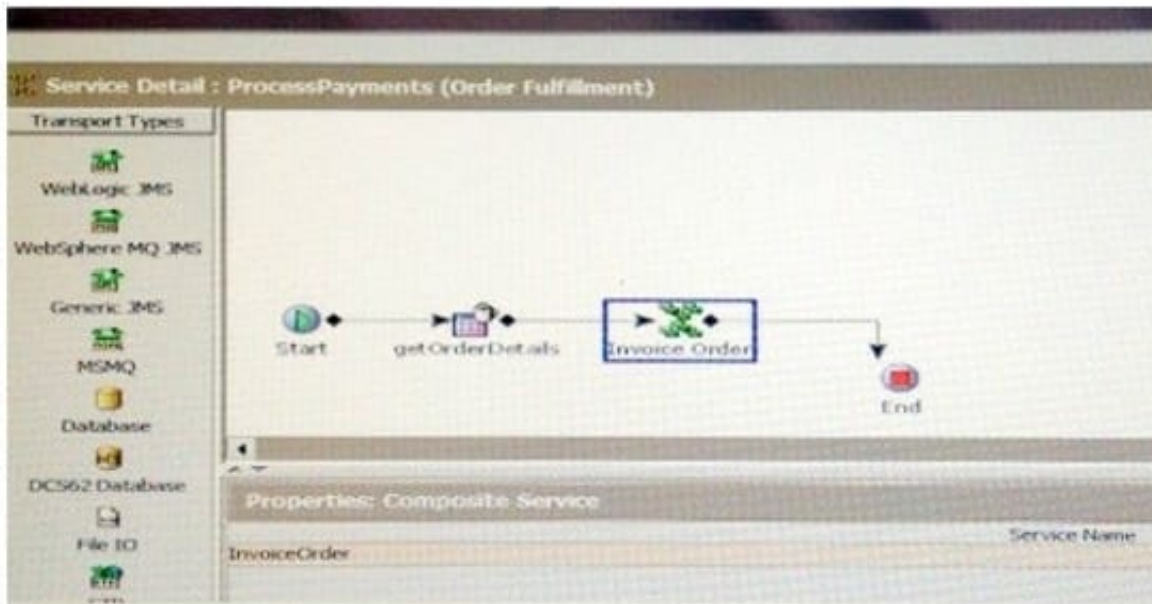 Service Detail : ProcessPayments (Order Fulfillment)
Transport Types
WebLogic JMS
WebSphere MQ JMS
Generic JMS
MSMQ
Database
DCS62 Database
File IO
Start
getOrderDetails
Invoice Order
End
Properties: Composite Service
Service Name
InvoiceOrder